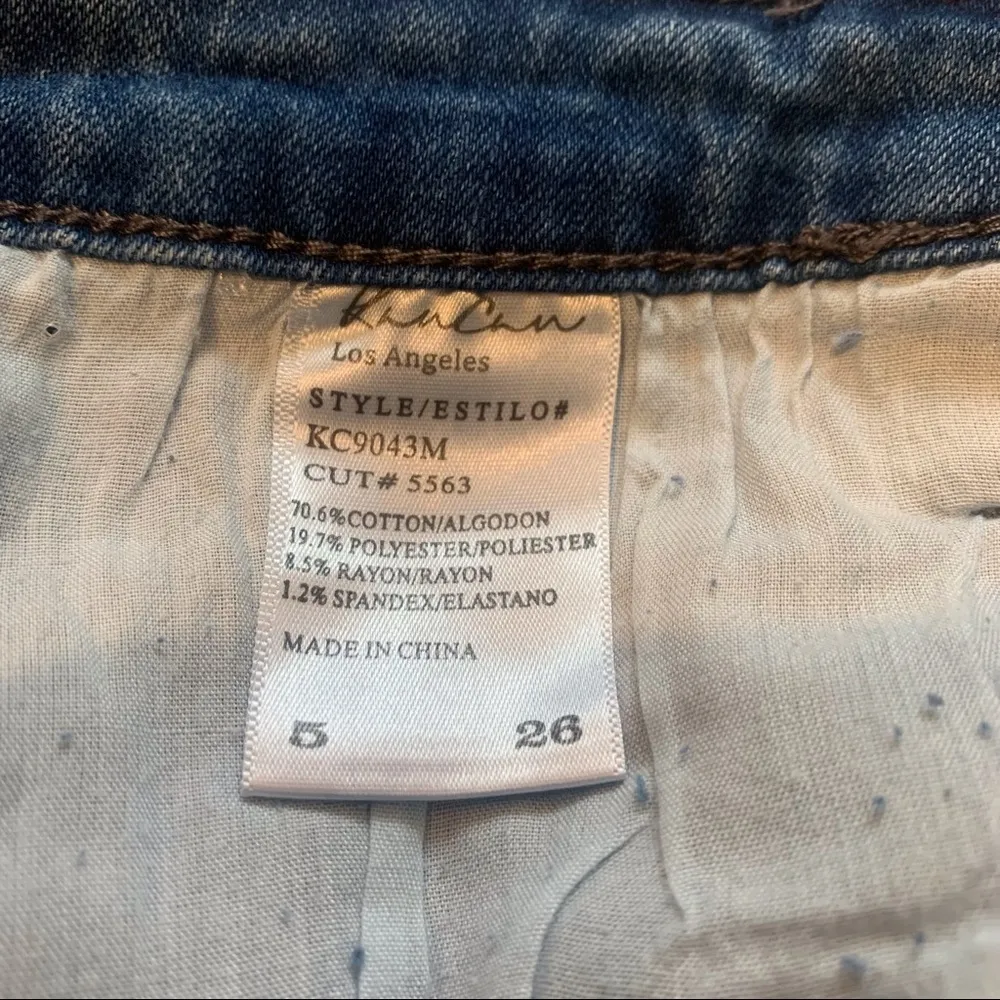 KanCan
Los Angeles
STYLE/ESTILO#
KC9043M
CUT# 5563
70.6%COTTON/ALGODON
19.7% POLYESTER/POLIESTER
8.5% RAYON/RAYON
1.2% SPANDEX/ELASTANO
MADE IN CHINA
5 26